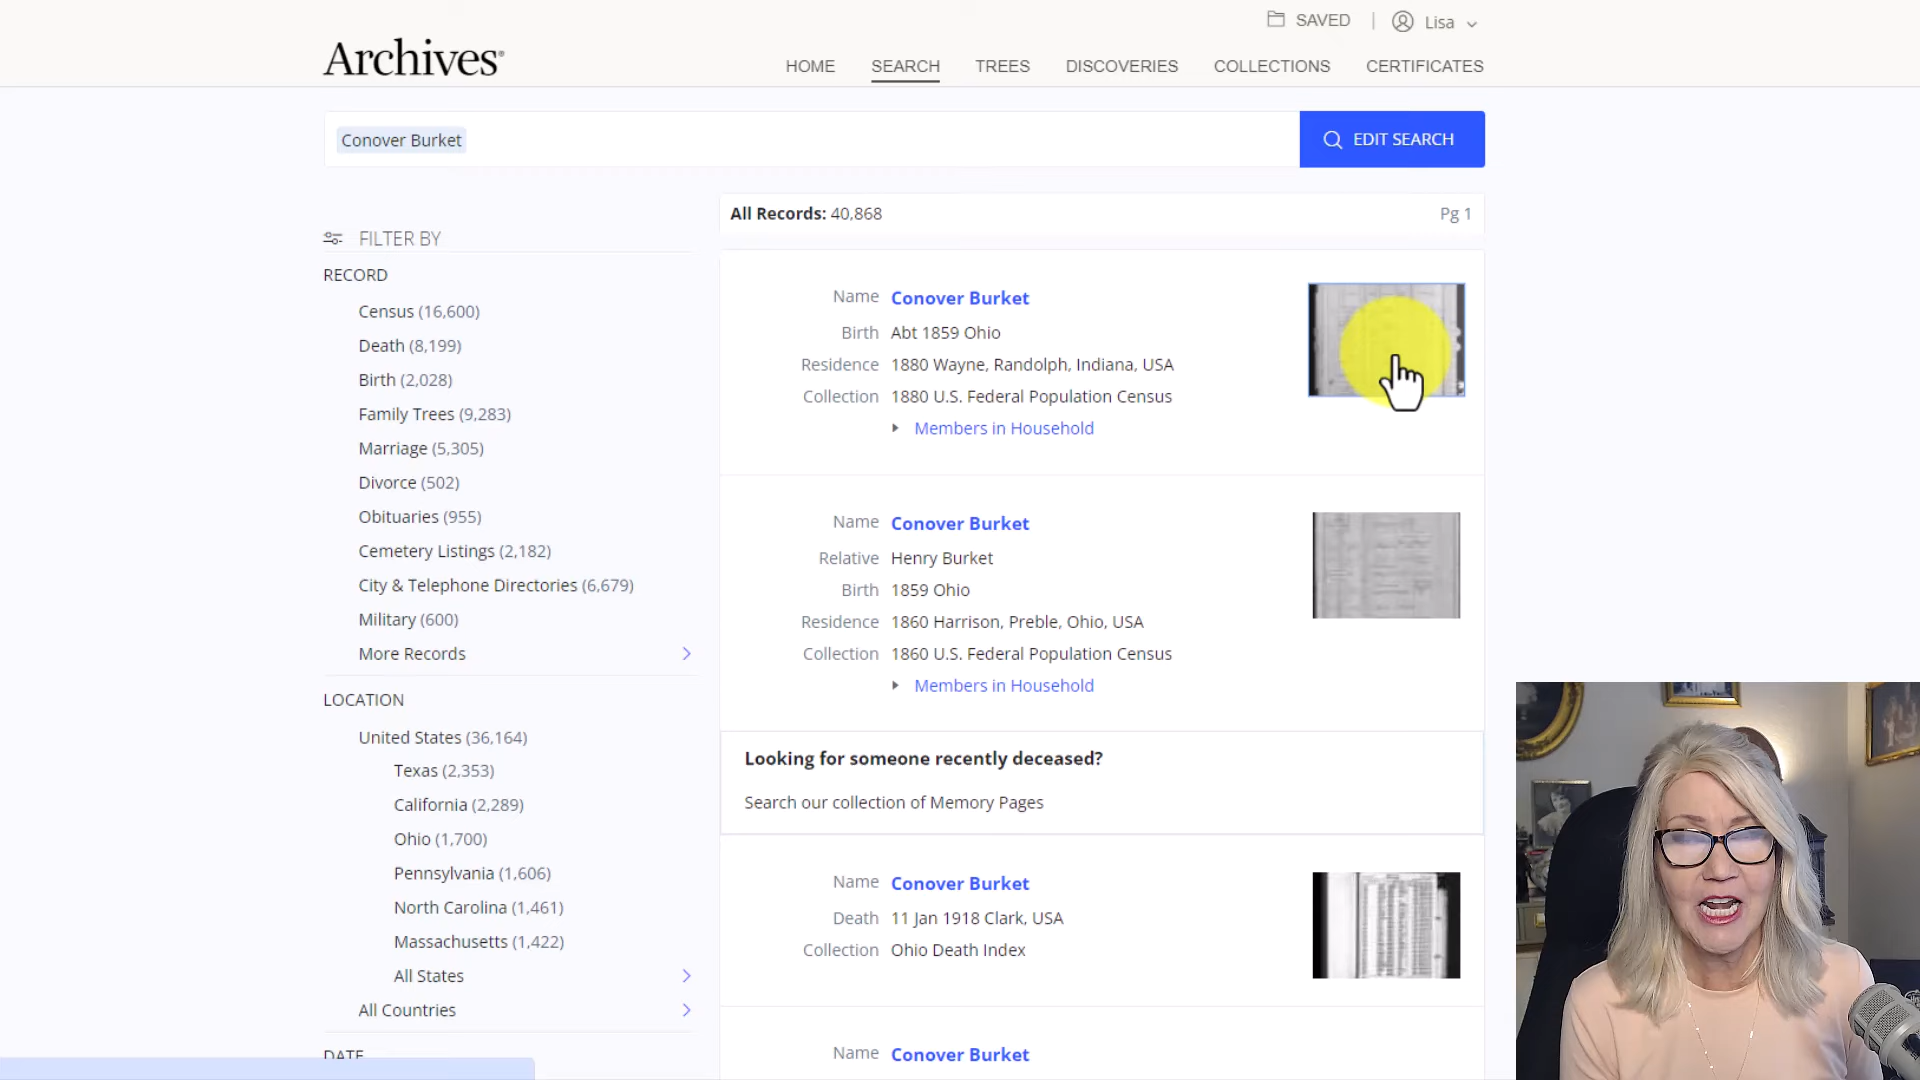 SAVED | Lisa
Archives®
HOME SEARCH TREES DISCOVERIES COLLECTIONS CERTIFICATES
Conover Burket
EDIT SEARCH
All Records: 40,868
Pg 1
FILTER BY
RECORD
Census (16,600)
Death (8,199)
Birth (2,028)
Family Trees (9,283)
Marriage (5,305)
Divorce (502)
Obituaries (955)
Cemetery Listings (2,182)
City & Telephone Directories (6,679)
Military (600)
More Records
LOCATION
United States (36,164)
Texas (2,353)
California (2,289)
Ohio (1,700)
Pennsylvania (1,606)
North Carolina (1,461)
Massachusetts (1,422)
All States
All Countries
DATE
Name Conover Burket
Birth Abt 1859 Ohio
Residence 1880 Wayne, Randolph, Indiana, USA
Collection 1880 U.S. Federal Population Census
Members in Household
Name Conover Burket
Relative Henry Burket
Birth 1859 Ohio
Residence 1860 Harrison, Preble, Ohio, USA
Collection 1860 U.S. Federal Population Census
Members in Household
Looking for someone recently deceased?
Search our collection of Memory Pages
Name Conover Burket
Death 11 Jan 1918 Clark, USA
Collection Ohio Death Index
Name Conover Burket